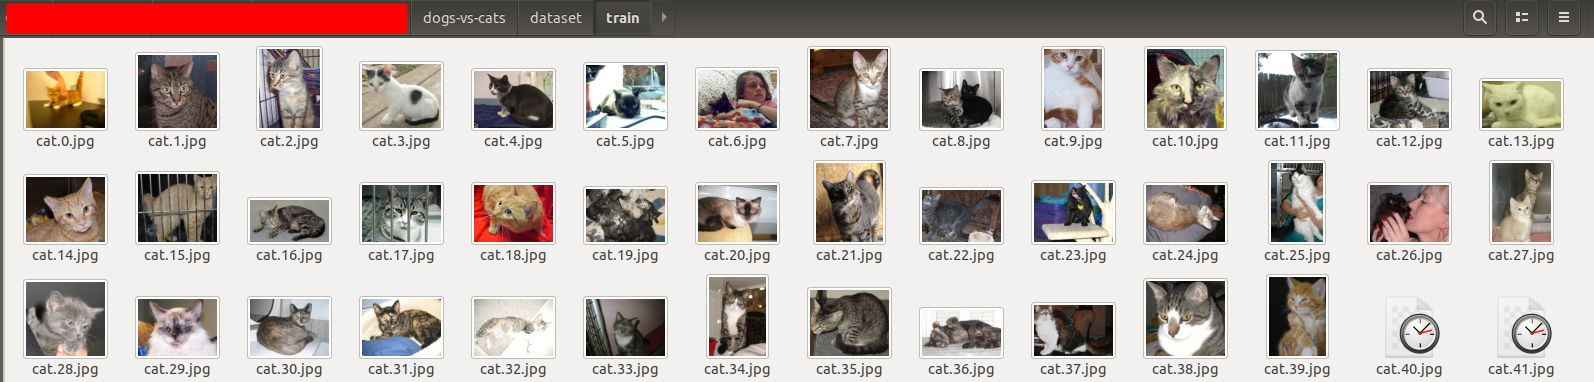 dogs-vs-cats dataset train
cat.0.jpg cat.1.jpg cat.2.jpg cat.3.jpg cat.4.jpg cat.5.jpg cat.6.jpg cat.7.jpg cat.8.jpg cat.9.jpg cat.10.jpg cat.11.jpg cat.12.jpg cat.13.jpg
cat.14.jpg cat.15.jpg cat.16.jpg cat.17.jpg cat.18.jpg cat.19.jpg cat.20.jpg cat.21.jpg cat.22.jpg cat.23.jpg cat.24.jpg cat.25.jpg cat.26.jpg cat.27.jpg
cat.28.jpg cat.29.jpg cat.30.jpg cat.31.jpg cat.32.jpg cat.33.jpg cat.34.jpg cat.35.jpg cat.36.jpg cat.37.jpg cat.38.jpg cat.39.jpg cat.40.jpg cat.41.jpg